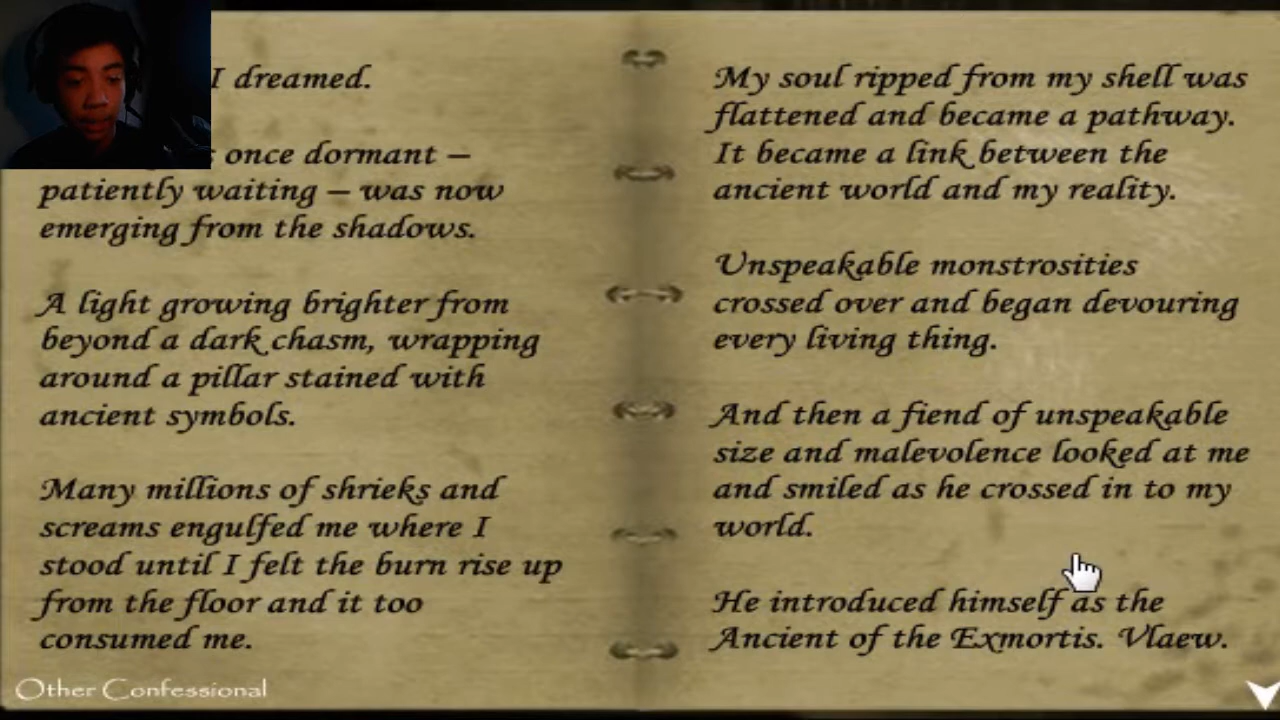 I dreamed.
once dormant –
patiently waiting – was now
emerging from the shadows.
A light growing brighter from
beyond a dark chasm, wrapping
around a pillar stained with
ancient symbols.
Many millions of shrieks and
screams engulfed me where I
stood until I felt the burn rise up
from the floor and it too
consumed me.
Other Confessional
My soul ripped from my shell was
flattened and became a pathway.
It became a link between the
ancient world and my reality.
Unspeakable monstrosities
crossed over and began devouring
every living thing.
And then a fiend of unspeakable
size and malevolence looked at me
and smiled as he crossed in to my
world.
He introduced himself as the
Ancient of the Exmortis. Vlaew.